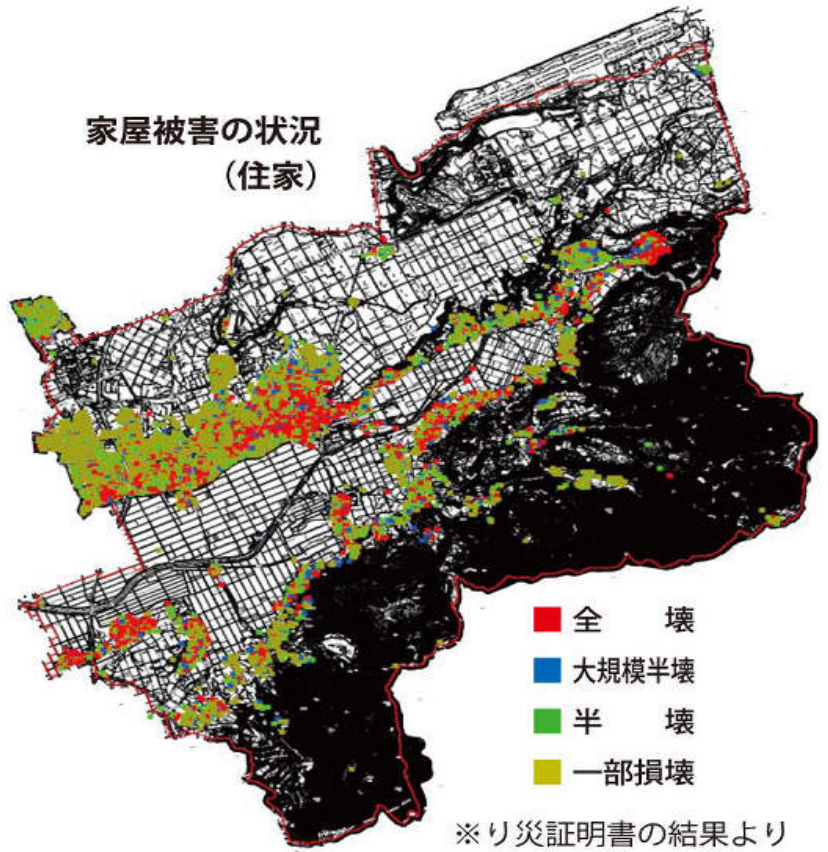 家屋被害の状況
（住家）
全　　壊
大規模半壊
半　　壊
一部損壊
※り災証明書の結果より